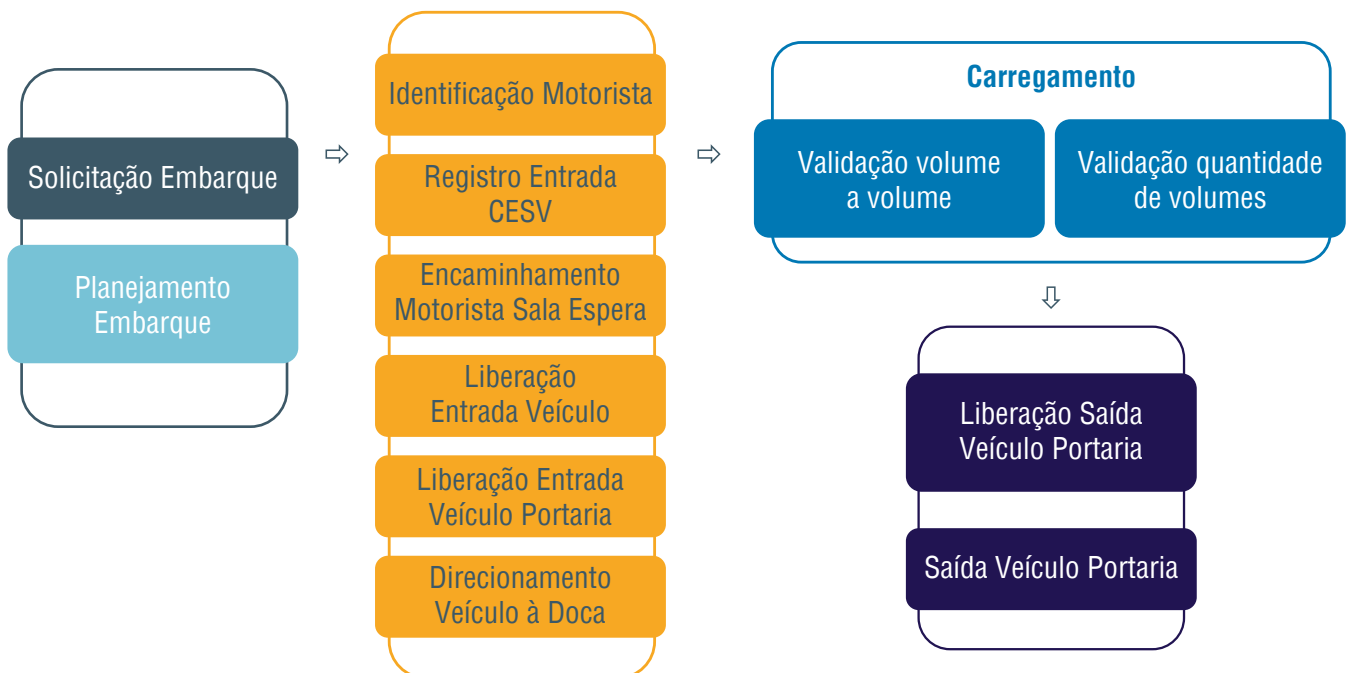 Solicitação Embarque
Planejamento
Embarque
Identificação Motorista
Registro Entrada
CESV
Encaminhamento
Motorista Sala Espera
Liberação
Entrada Veículo
Liberação Entrada
Veículo Portaria
Direcionamento
Veículo à Doca
Carregamento
Validação volume
a volume
Validação quantidade
de volumes
Liberação Saída
Veículo Portaria
Saída Veículo Portaria